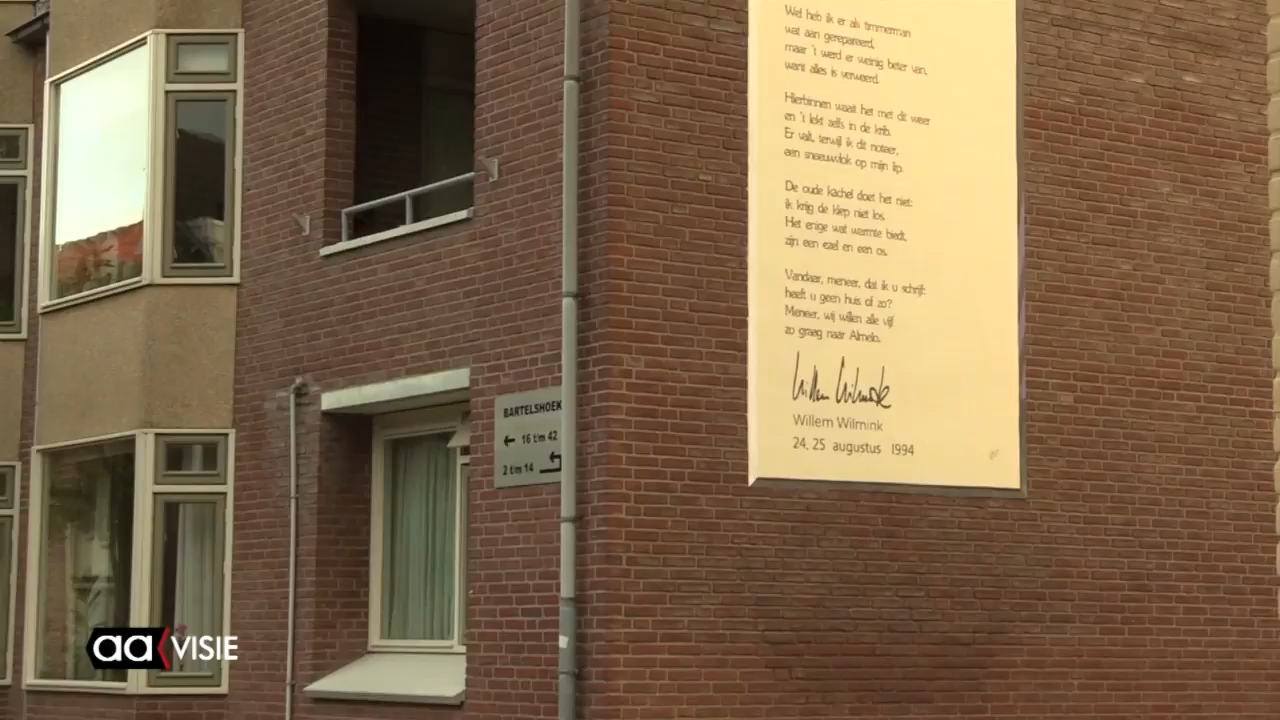 Wel heb ik er als timmerman
wat aan gerepareerd,
maar 't werd er weinig beter van,
want alles is verweerd.
Hierbinnen waait het met dit weer
en 't lekt zelfs in de krib.
Er valt, terwijl ik dit noteer,
een sneeuwvlok op mijn lip.
De oude kachel doet het niet:
ik krijg de klep niet los.
Het enige wat warmte biedt,
zijn een ezel en een os.
Vandaar, meneer, dat ik u schrijf:
heeft u geen huis of zo?
Meneer, wij willen alle vijf
zo graag naar Almelo.
Willem Wilmink
Willem Wilmink
24, 25 augustus 1994
BARTELSHOEK
← 16 t/m 42
2 t/m 14
aa VISIE